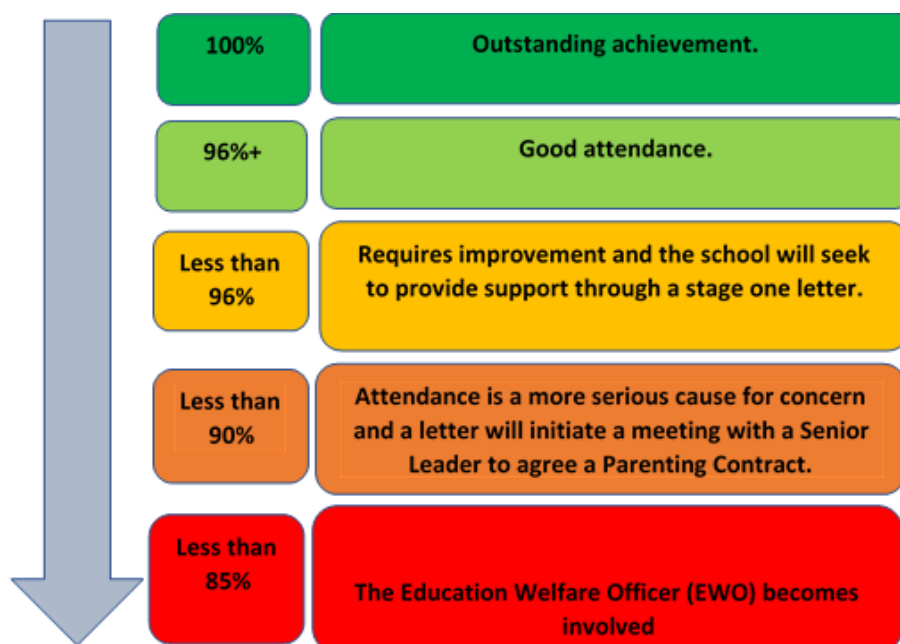 100%
Outstanding achievement.
96%+
Good attendance.
Less than
96%
Requires improvement and the school will seek
to provide support through a stage one letter.
Less than
90%
Attendance is a more serious cause for concern
and a letter will initiate a meeting with a Senior
Leader to agree a Parenting Contract.
Less than
85%
The Education Welfare Officer (EWO) becomes
involved